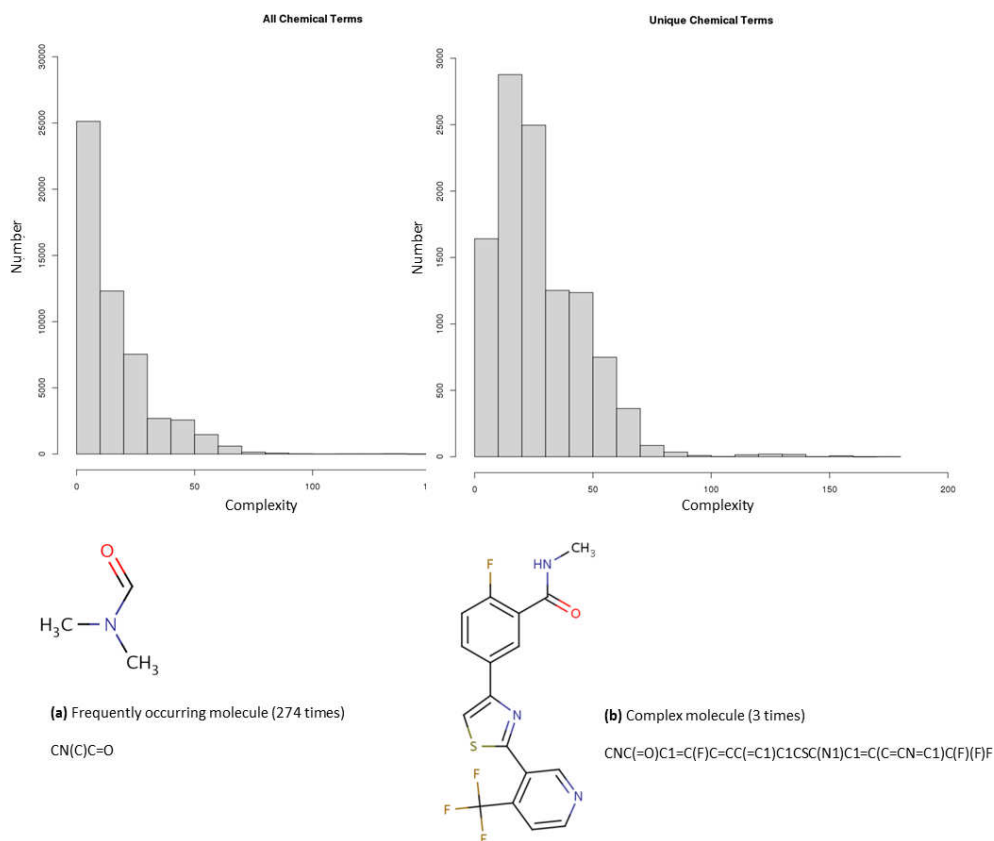 All Chemical Terms
Unique Chemical Terms
Number
30000
25000
20000
15000
10000
5000
0
0
50
100
1
Complexity
Number
3000
2500
2000
1500
1000
500
0
0
50
100
150
200
Complexity
O
H₃C
N
CH₃
F
HN
CH₃
O
N
S
F
F
F
N
(a) Frequently occurring molecule (274 times)
CN(C)C=O
(b) Complex molecule (3 times)
CNC(=O)C1=C(F)C=CC(=C1)C1CSC(N1)C1=C(C=CN=C1)C(F)(F)F